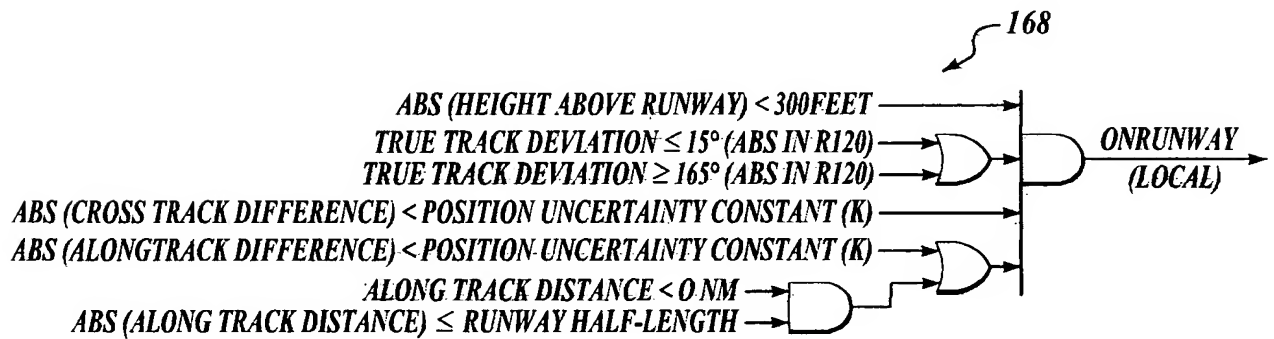 168
ABS (HEIGHT ABOVE RUNWAY) < 300FEET
TRUE TRACK DEVIATION ≤ 15° (ABS IN R120)
TRUE TRACK DEVIATION ≥ 165° (ABS IN R120)
ONRUNWAY
(LOCAL)
ABS (CROSS TRACK DIFFERENCE) < POSITION UNCERTAINTY CONSTANT (K)
ABS (ALONGTRACK DIFFERENCE) < POSITION UNCERTAINTY CONSTANT (K)
ALONG TRACK DISTANCE < 0 NM
ABS (ALONG TRACK DISTANCE) ≤ RUNWAY HALF-LENGTH